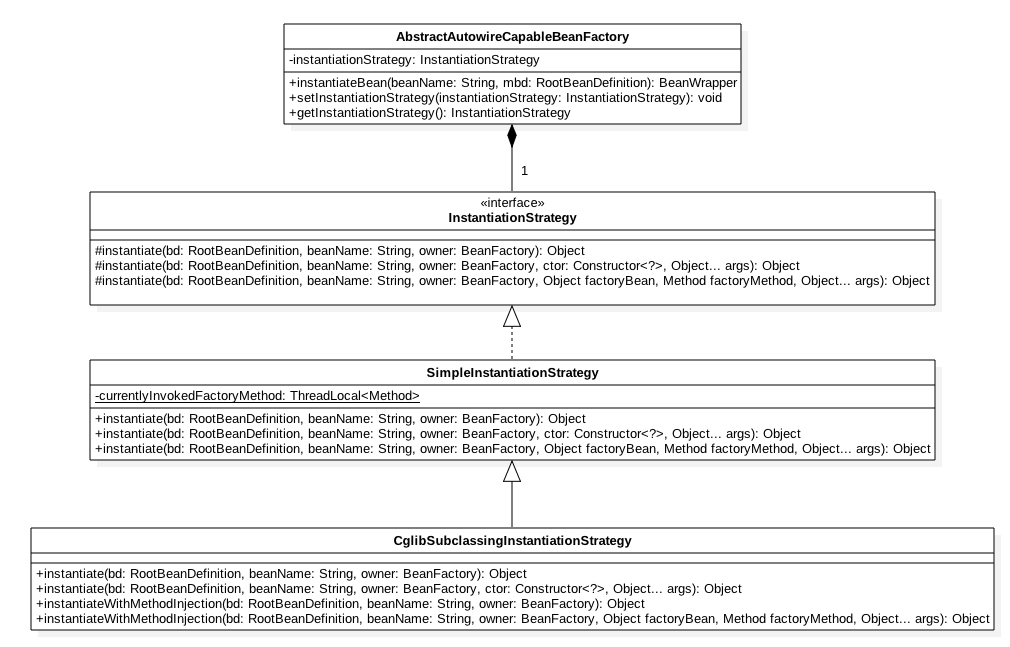 AbstractAutowireCapableBeanFactory
-instantiationStrategy: InstantiationStrategy
+instantiateBean(beanName: String, mbd: RootBeanDefinition): BeanWrapper
+setInstantiationStrategy(instantiationStrategy: InstantiationStrategy): void
+getInstantiationStrategy(): InstantiationStrategy
1
«interface»
InstantiationStrategy
#instantiate(bd: RootBeanDefinition, beanName: String, owner: BeanFactory): Object
#instantiate(bd: RootBeanDefinition, beanName: String, owner: BeanFactory, ctor: Constructor<?>, Object... args): Object
#instantiate(bd: RootBeanDefinition, beanName: String, owner: BeanFactory, Object factoryBean, Method factoryMethod, Object... args): Object
SimpleInstantiationStrategy
-currentlyInvokedFactoryMethod: ThreadLocal<Method>
+instantiate(bd: RootBeanDefinition, beanName: String, owner: BeanFactory): Object
+instantiate(bd: RootBeanDefinition, beanName: String, owner: BeanFactory, ctor: Constructor<?>, Object... args): Object
+instantiate(bd: RootBeanDefinition, beanName: String, owner: BeanFactory, Object factoryBean, Method factoryMethod, Object... args): Object
CglibSubclassingInstantiationStrategy
+instantiate(bd: RootBeanDefinition, beanName: String, owner: BeanFactory): Object
+instantiate(bd: RootBeanDefinition, beanName: String, owner: BeanFactory, ctor: Constructor<?>, Object... args): Object
+instantiateWithMethodInjection(bd: RootBeanDefinition, beanName: String, owner: BeanFactory): Object
+instantiateWithMethodInjection(bd: RootBeanDefinition, beanName: String, owner: BeanFactory, Object factoryBean, Method factoryMethod, Object... args): Object